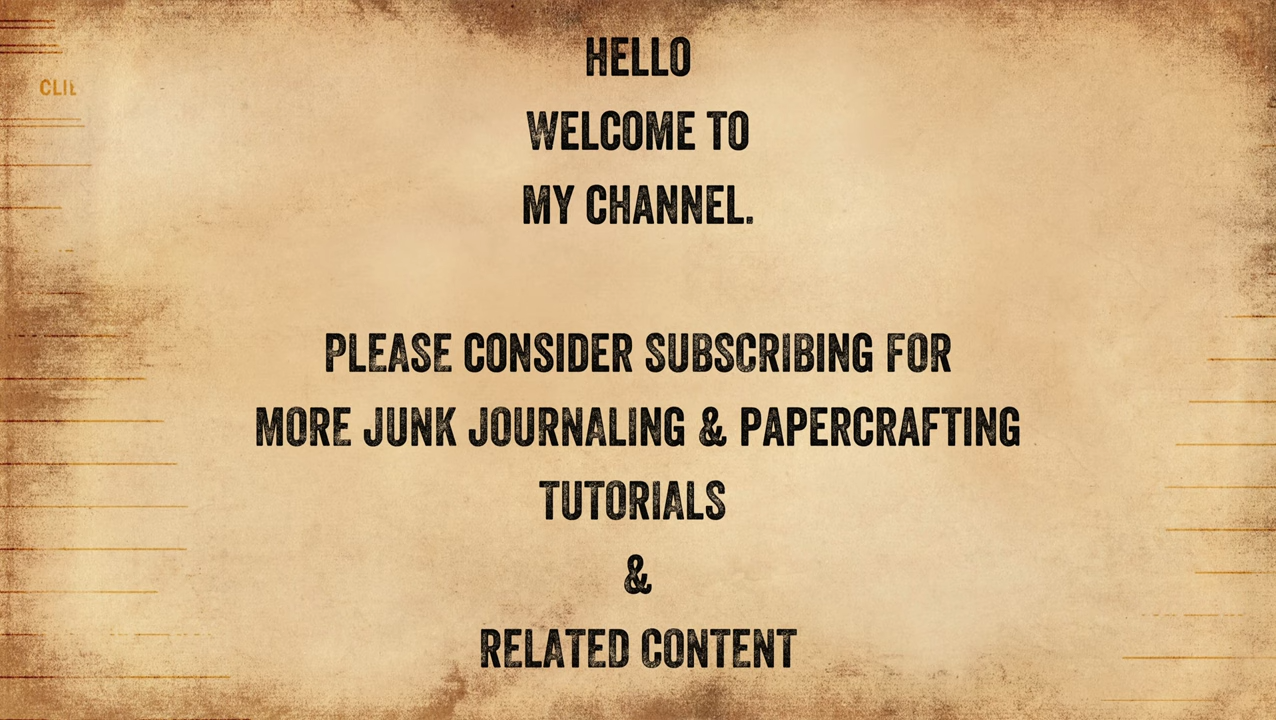 HELLO
WELCOME TO
MY CHANNEL.
PLEASE CONSIDER SUBSCRIBING FOR
MORE JUNK JOURNALING & PAPERCRAFTING
TUTORIALS
&
RELATED CONTENT